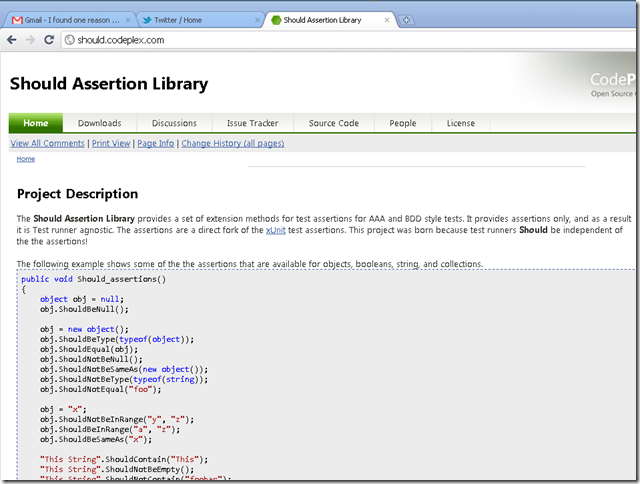 Gmail - I found one reason ...
Twitter / Home
Should Assertion Library
should.codeplex.com
Should Assertion Library
Open Source
Home
Downloads
Discussions
Issue Tracker
Source Code
People
License
View All Comments | Print View | Page Info | Change History (all pages)
Home
Project Description
The Should Assertion Library provides a set of extension methods for test assertions for AAA and BDD style tests. It provides assertions only, and as a result
it is Test runner agnostic. The assertions are a direct fork of the xUnit test assertions. This project was born because test runners Should be independent of
the the assertions!
The following example shows some of the the assertions that are available for objects, booleans, string, and collections.
public void Should_assertions()
{
object obj = null;
obj.ShouldBeNull();
obj = new object();
obj.ShouldBeType(typeof(object));
obj.ShouldEqual(obj);
obj.ShouldNotBeNull();
obj.ShouldNotBeSameAs(new object());
obj.ShouldNotBeType(typeof(string));
obj.ShouldNotEqual("foo");
obj = "x";
obj.ShouldNotBeInRange("y", "z");
obj.ShouldBeInRange("a", "z");
obj.ShouldBeSameAs("x");
"This String".ShouldContain("This");
"This String".ShouldNotBeEmpty();
"This String".ShouldNotContain("foobar");